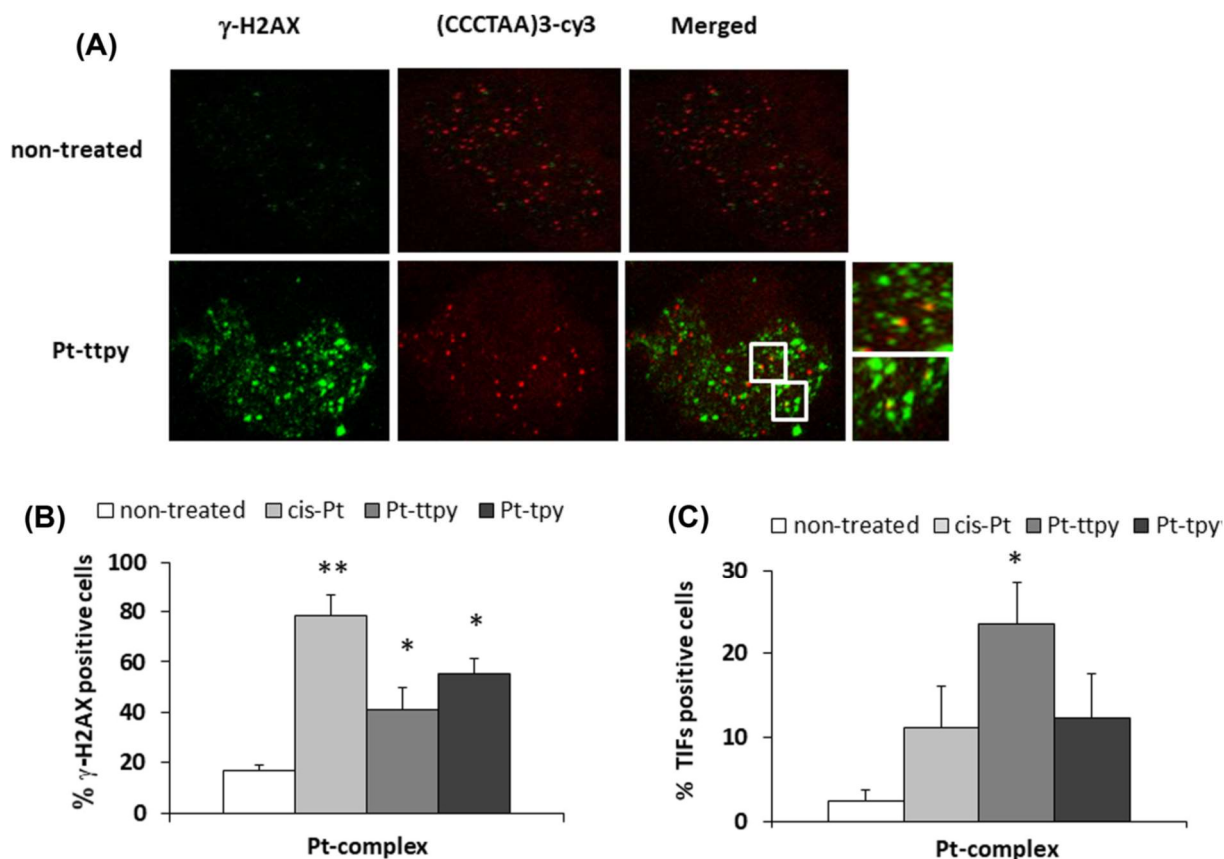 (A)
γ-H2AX (CCCTAA)3-cy3 Merged
non-treated
Pt-ttpy
(B)
non-treated cis-Pt Pt-ttpy Pt-tpy
% γ-H2AX positive cells
100
80
60
40
20
0
**
*
*
Pt-complex
(C)
non-treated cis-Pt Pt-ttpy Pt-tpy
% TIFs positive cells
30
20
10
0
*
Pt-complex